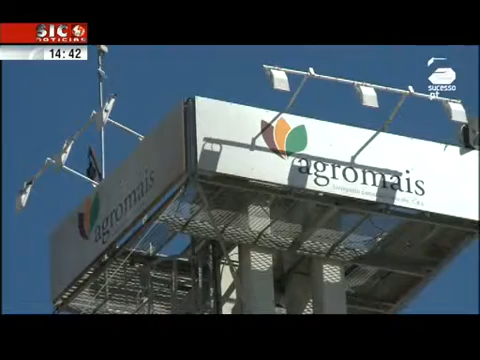 SIC
NOTÍCIAS
14:42
sucesso
pt
agromais
agromais